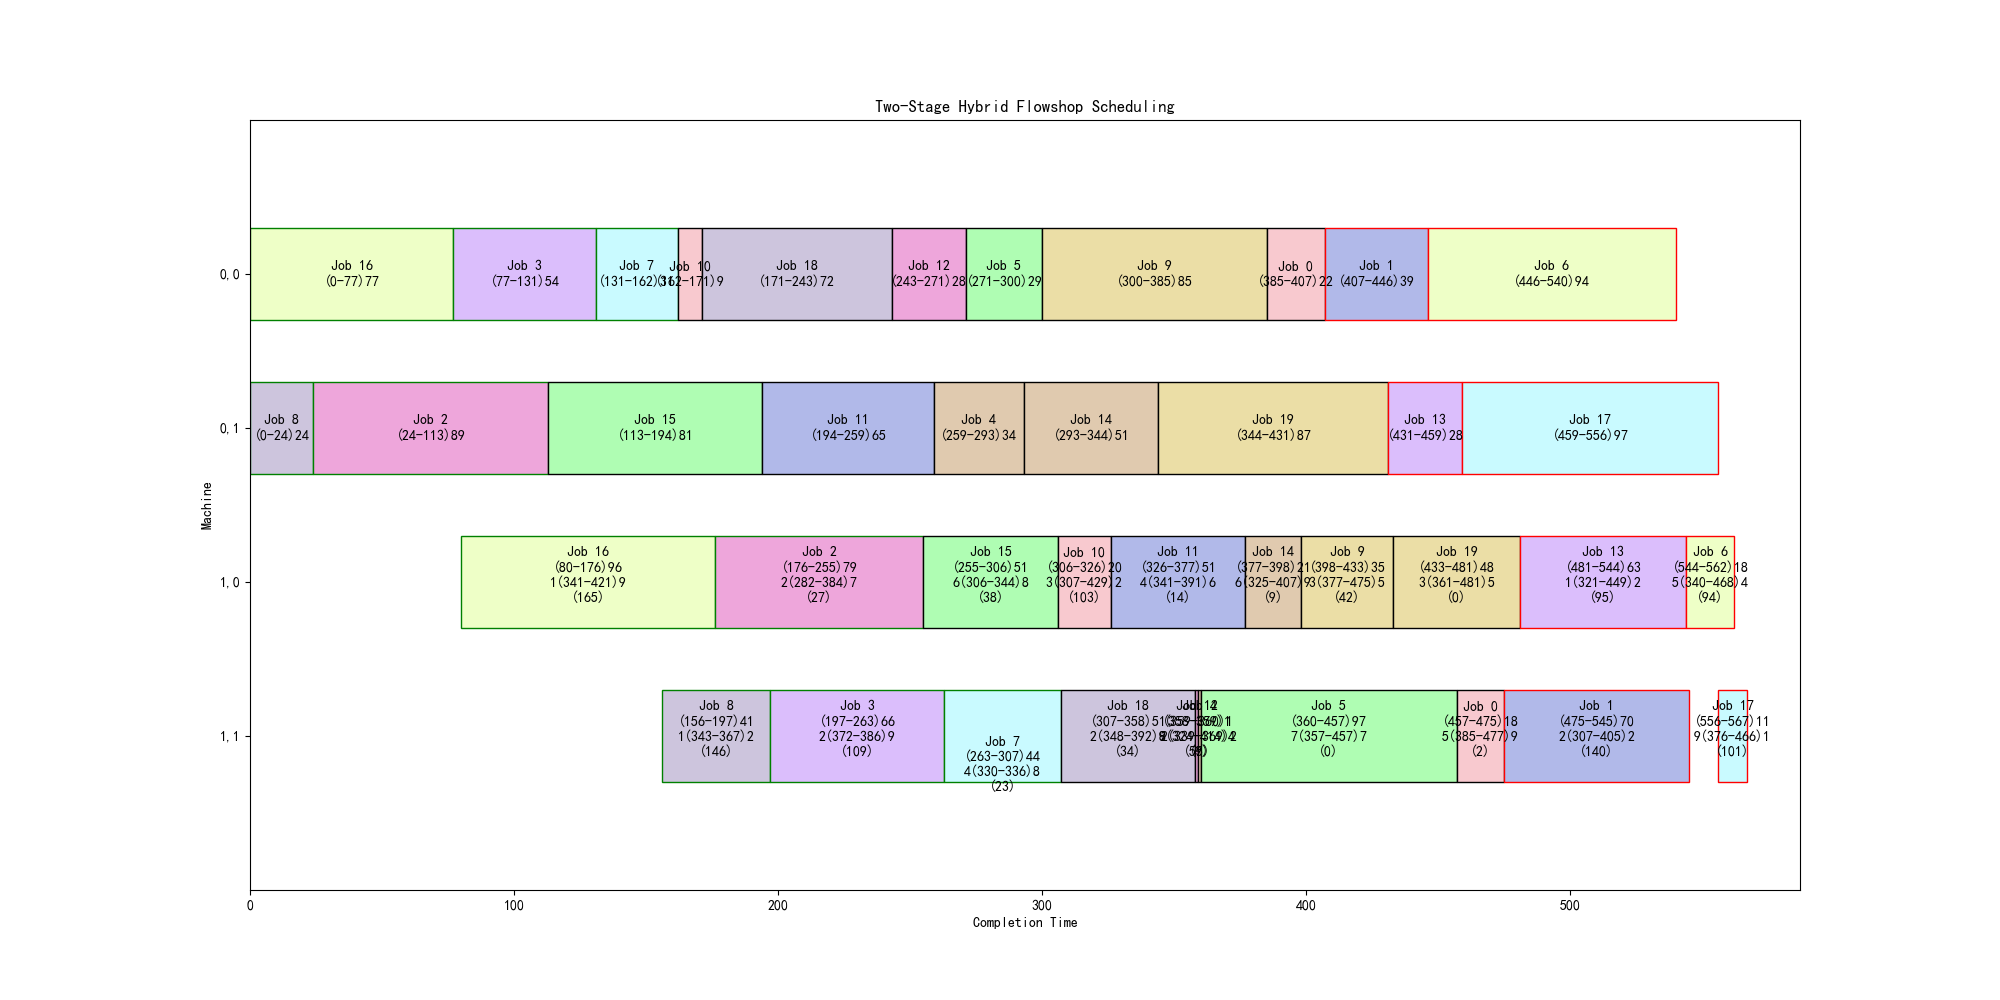 Two-Stage Hybrid Flowshop Scheduling
0,0
Job 16
(0-77)77
Job 3
(77-131)54
Job 7
(131-162)31
Job 10
(162-171)9
Job 18
(171-243)72
Job 12
(243-271)28
Job 5
(271-300)29
Job 9
(300-385)85
Job 0
(385-407)22
Job 1
(407-446)39
Job 6
(446-540)94
0,1
Job 8
(0-24)24
Job 2
(24-113)89
Job 15
(113-194)81
Job 11
(194-259)65
Job 4
(259-293)34
Job 14
(293-344)51
Job 19
(344-431)87
Job 13
(431-459)28
Job 17
(459-556)97
Machine
1,0
Job 16
(80-176)96
1(341-421)9
(165)
Job 2
(176-255)79
2(282-384)7
(27)
Job 15
(255-306)51
6(306-344)8
(38)
Job 10
(306-326)20
3(307-429)2
(103)
Job 11
(326-377)51
4(341-391)6
(14)
Job 14
(377-398)21
6(325-407)9
(9)
Job 9
(398-433)35
3(377-475)5
(42)
Job 19
(433-481)48
3(361-481)5
(0)
Job 13
(481-544)63
1(321-449)2
(95)
Job 6
(544-562)18
5(340-468)4
(94)
1,1
Job 8
(156-197)41
1(343-367)2
(146)
Job 3
(197-263)66
2(372-386)9
(109)
Job 7
(263-307)44
4(330-336)8
(23)
Job 18
(307-358)51
2(348-392)8
(34)
Job 5
(360-457)97
7(357-457)7
(0)
Job 0
(457-475)18
5(385-477)9
(2)
Job 1
(475-545)70
2(307-405)2
(140)
Job 17
(556-567)11
9(376-466)1
(101)
0
100
200
300
400
500
Completion Time